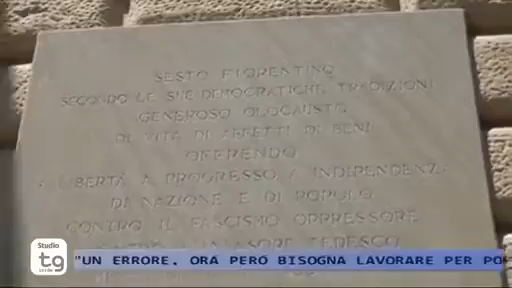 SESTO FIORENTINO
SECONDO LE SUE DEMOCRATICHE TRADIZIONI
GENEROSO OLOCAUSTO
DI VITA DI AFFETTI DI BENI
OFFRENDO
A LIBERTÀ A PROGRESSO A INDIPENDENZA
DI NAZIONE E DI POPOLO
CONTRO IL FASCISMO OPPRESSORE
TEDESCO
Studio
tg
"UN ERRORE. ORA PERÒ BISOGNA LAVORARE PER